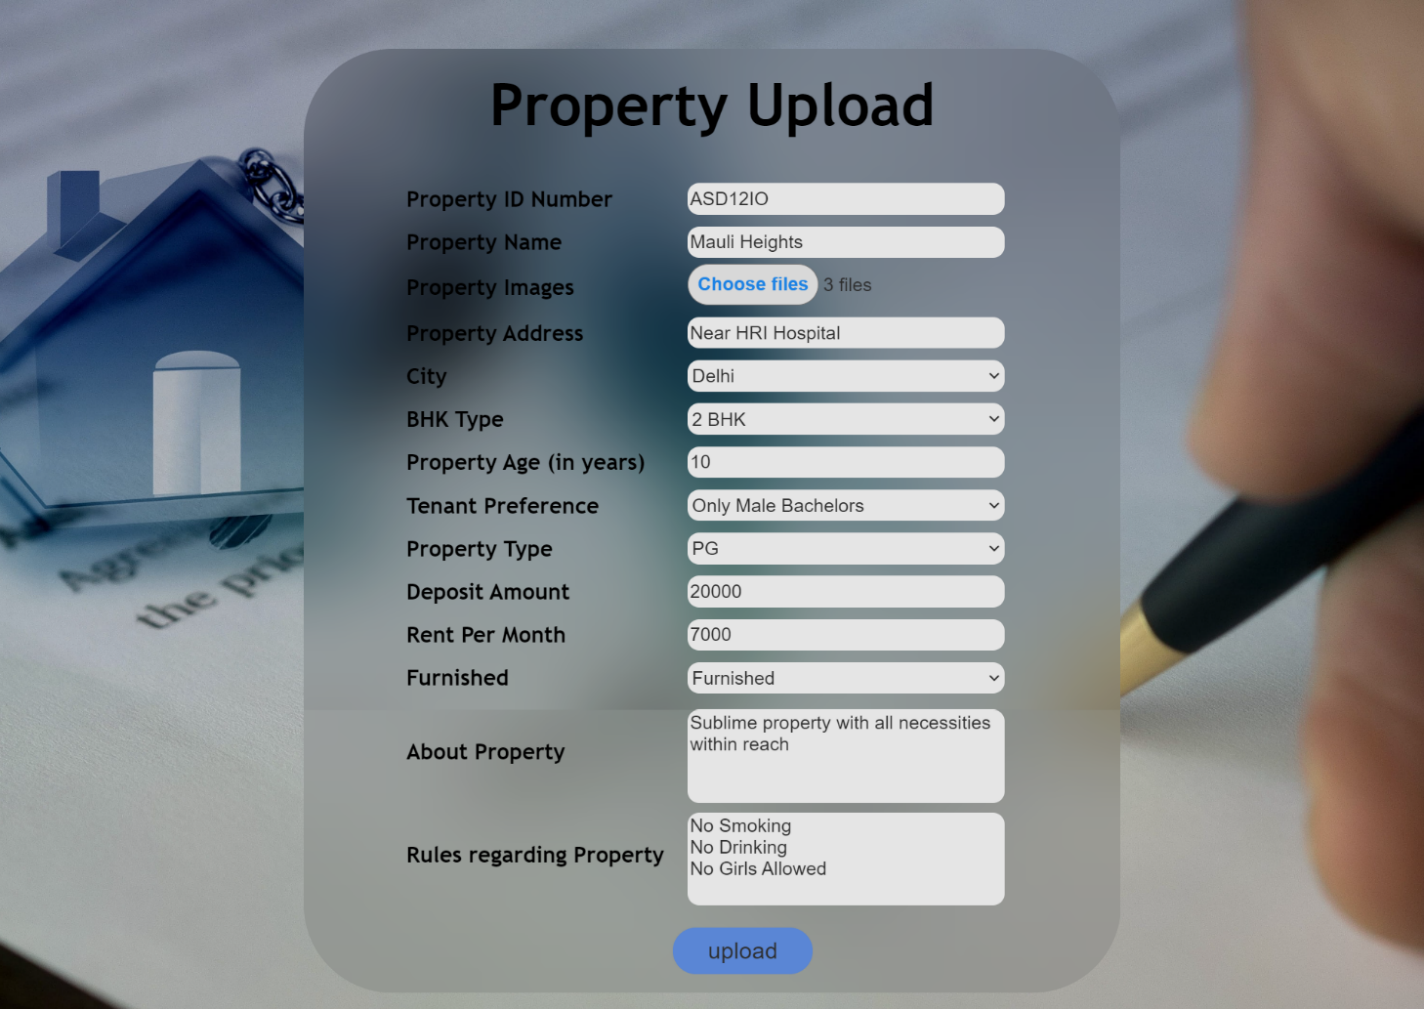 Property Upload
Property ID Number ASD12IO
Property Name Mauli Heights
Property Images Choose files 3 files
Property Address Near HRI Hospital
City Delhi
BHK Type 2 BHK
Property Age (in years) 10
Tenant Preference Only Male Bachelors
Property Type PG
Deposit Amount 20000
Rent Per Month 7000
Furnished Furnished
About Property Sublime property with all necessities
within reach
Rules regarding Property No Smoking
No Drinking
No Girls Allowed
upload
the